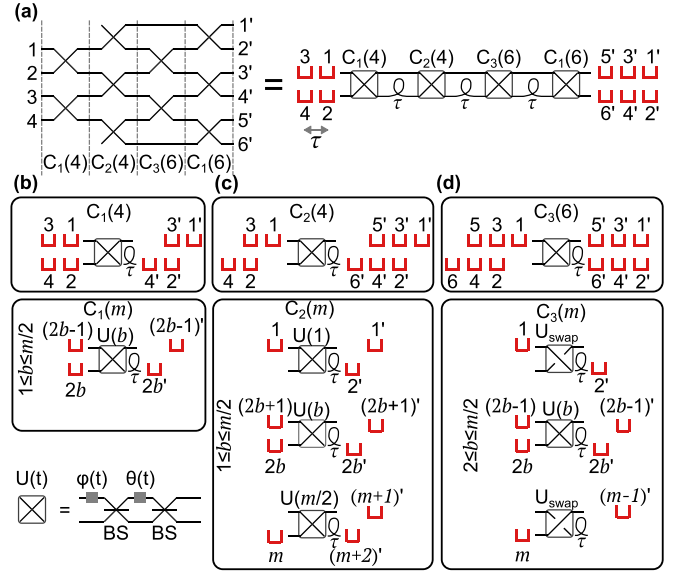 (a)
1'
1 2'
2 3'
3 4'
4 5'
6'
C₁(4) C₂(4) C₃(6) C₁(6)
=
3 1 C₁(4) C₂(4) C₃(6) C₁(6) 5' 3' 1'
τ τ τ
4 2 6' 4' 2'
τ
(b)
C₁(4)
3 1 3' 1'
τ
4 2 4' 2'
C₁(m)
1≤b≤m/2
(2b-1) U(b) (2b-1)'
τ
2b 2b'
U(t) φ(t) θ(t)
=
BS BS
(c)
C₂(4)
3 1 5' 3' 1'
τ
4 2 6' 4' 2'
C₂(m)
1≤b≤m/2
1 U(1) 1'
τ
2'
(2b+1) U(b) (2b+1)'
τ
2b 2b'
U(m/2) (m+1)'
τ
m (m+2)'
(d)
C₃(6)
5 3 1 5' 3' 1'
τ
6 4 2 6' 4' 2'
C₃(m)
2≤b≤m/2
1 Uswap
τ
2'
(2b-1) U(b) (2b-1)'
τ
2b 2b'
Uswap (m-1)'
τ
m